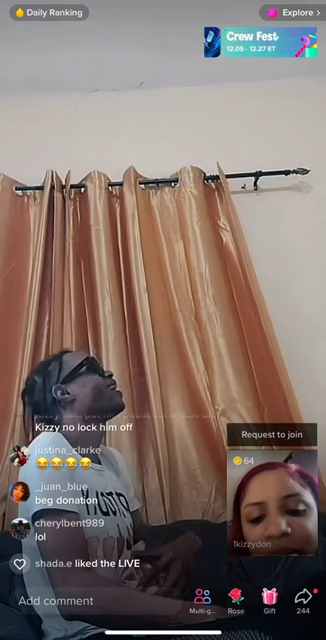 Daily Ranking
Explore >
Crew Fest
12.05 - 12.27 ET
Kizzy no lock him off
justina_clarke
😂😂😂😂
_juan_blue
beg donation
cherylbent989
lol
shada.e liked the LIVE
Request to join
64
1kizzydon
Add comment
Multi-g...
Rose
Gift
244